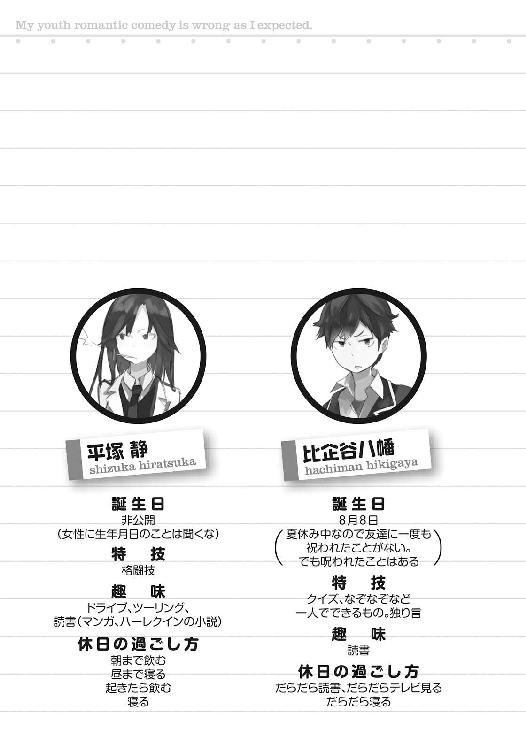 My youth romantic comedy is wrong as I expected.
平塚 静
shizuka hiratsuka
誕生日
非公開
(女性に生年月日のことは聞くな)
特 技
格闘技
趣 味
ドライブ、ツーリング、
読書(マンガ、ハーレクインの小説)
休日の過ごし方
朝まで飲む
昼まで寝る
起きたら飲む
寝る
比企谷八幡
hachiman hikigaya
誕生日
8月8日
(夏休み中なので友達に一度も
祝われたことがない。
でも呪われたことはある)
特 技
クイズ、なぞなぞなど
一人でできるもの。独り言
趣 味
読書
休日の過ごし方
だらだら読書、だらだらテレビ見る
だらだら寝る